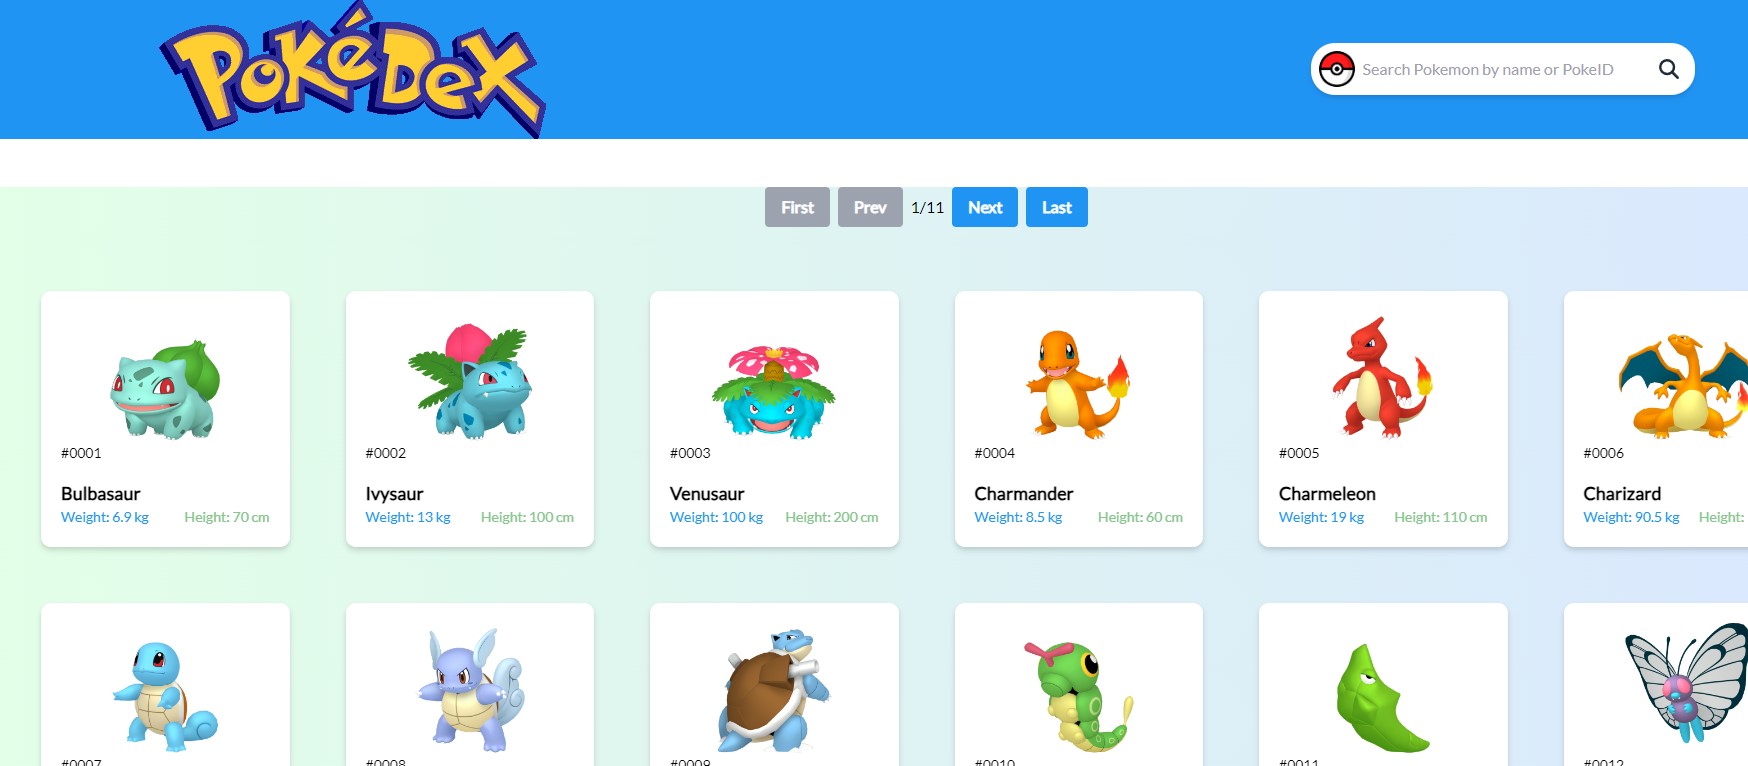 PokéDex
Search Pokemon by name or PokeID
First Prev 1/11 Next Last
#0001 #0002 #0003 #0004 #0005 #0006
Bulbasaur Ivysaur Venusaur Charmander Charmeleon Charizard
Weight: 6.9 kg Height: 70 cm Weight: 13 kg Height: 100 cm Weight: 100 kg Height: 200 cm Weight: 8.5 kg Height: 60 cm Weight: 19 kg Height: 110 cm Weight: 90.5 kg Height:
#0007 #0008 #0009 #0010 #0011 #0012